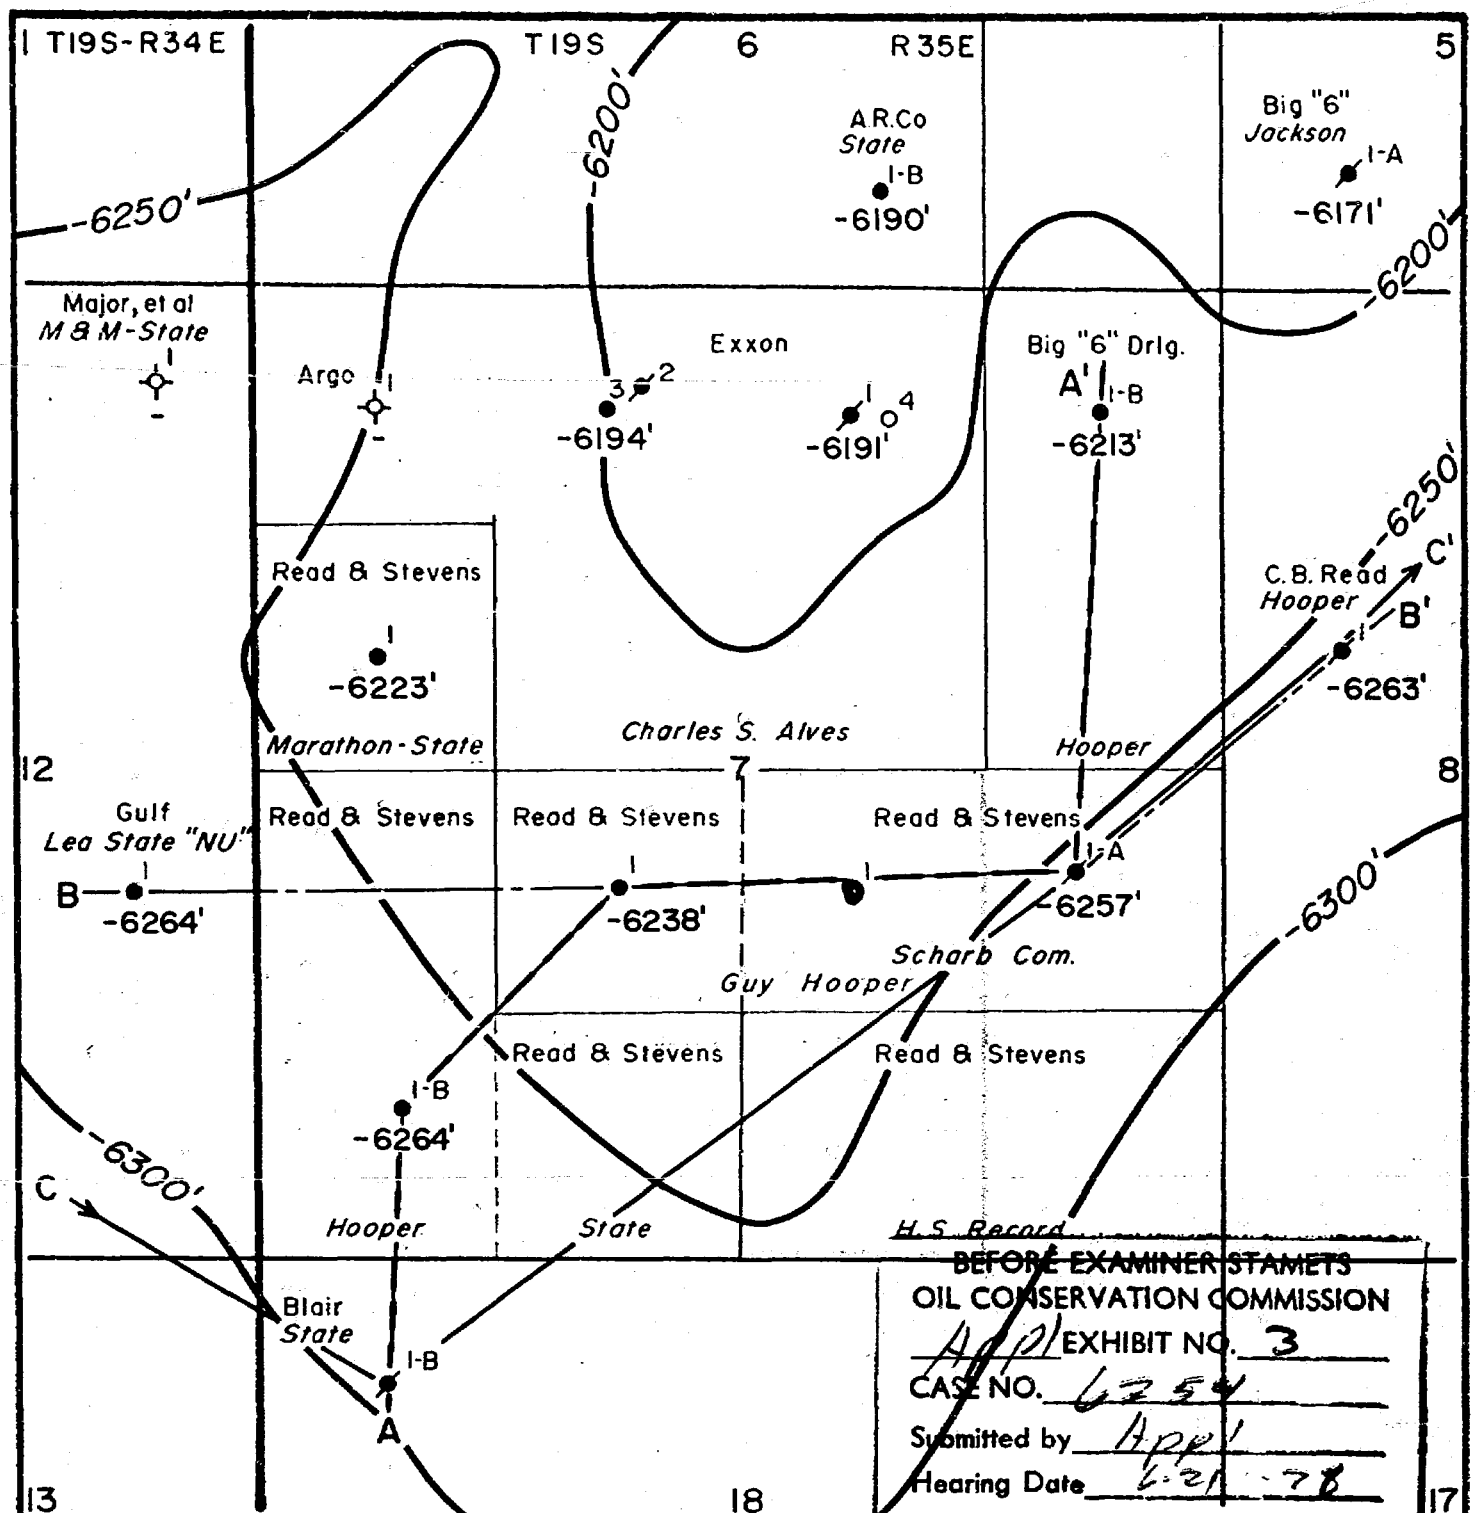 1 T19S-R34E
T19S 6 R35E
5
-6250'
-6200'
A.R.Co
State
1-B
-6190'
Big "6"
Jackson
1-A
-6171'
-6200'
Major, et al
M & M-State
1
-
Argo
1
-
Exxon
3 2
-6194'
1 4
-6191'
Big "6" Drlg.
A'
1-B
-6213'
-6250'
C'
C.B. Read
Hooper
B'
1
-6263'
Read & Stevens
1
-6223'
Marathon-State
Charles S. Alves
Hooper
12
7
8
Gulf
Lea State "NU"
B
1
-6264'
Read & Stevens
Read & Stevens
1
-6238'
Read & Stevens
1
1-A
-6257'
-6300'
Scharb Com.
Guy Hooper
Read & Stevens
Read & Stevens
1-B
-6264'
-6300'
C
Hooper
State
H.S. Record
Blair
State
1-B
A
BEFORE EXAMINER STAMETS
OIL CONSERVATION COMMISSION
Appl EXHIBIT NO. 3
CASE NO. 6254
Submitted by Appl
Hearing Date 6-21-78
13
18
17